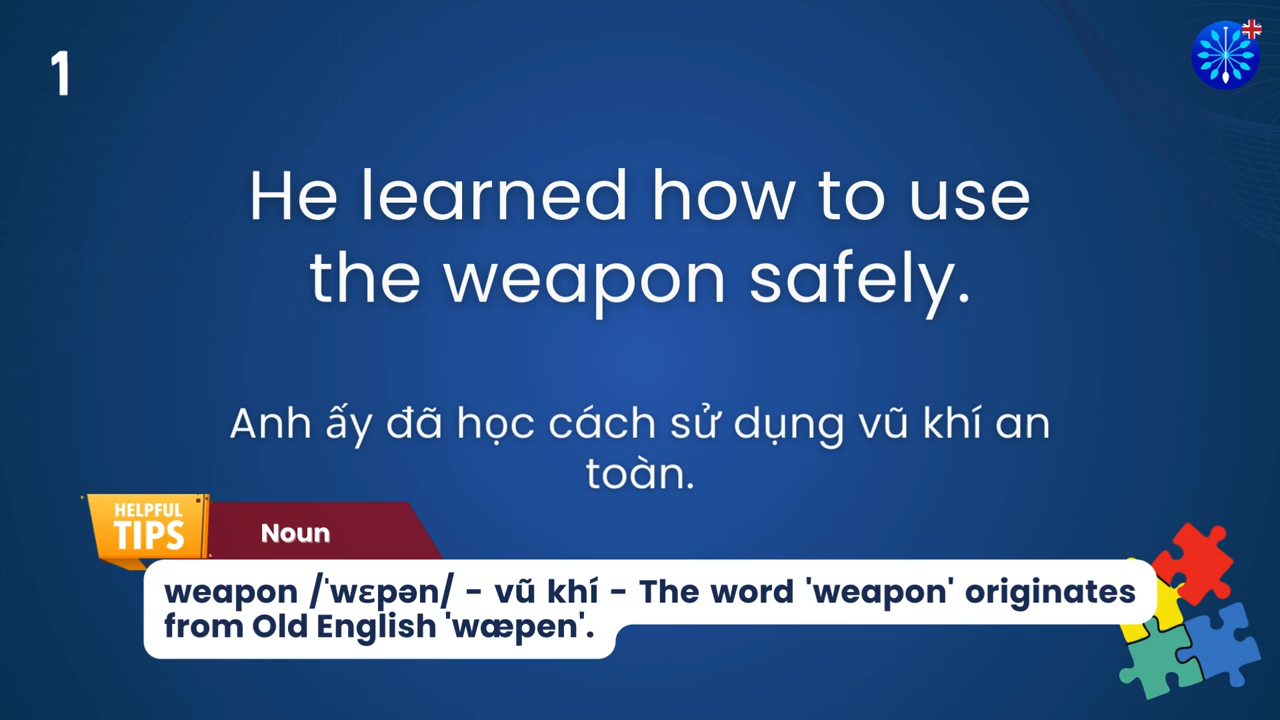 1
He learned how to use
the weapon safely.
Anh ấy đã học cách sử dụng vũ khí an
toàn.
HELPFUL
TIPS
Noun
weapon /ˈwɛpən/ - vũ khí - The word 'weapon' originates
from Old English 'wæpen'.